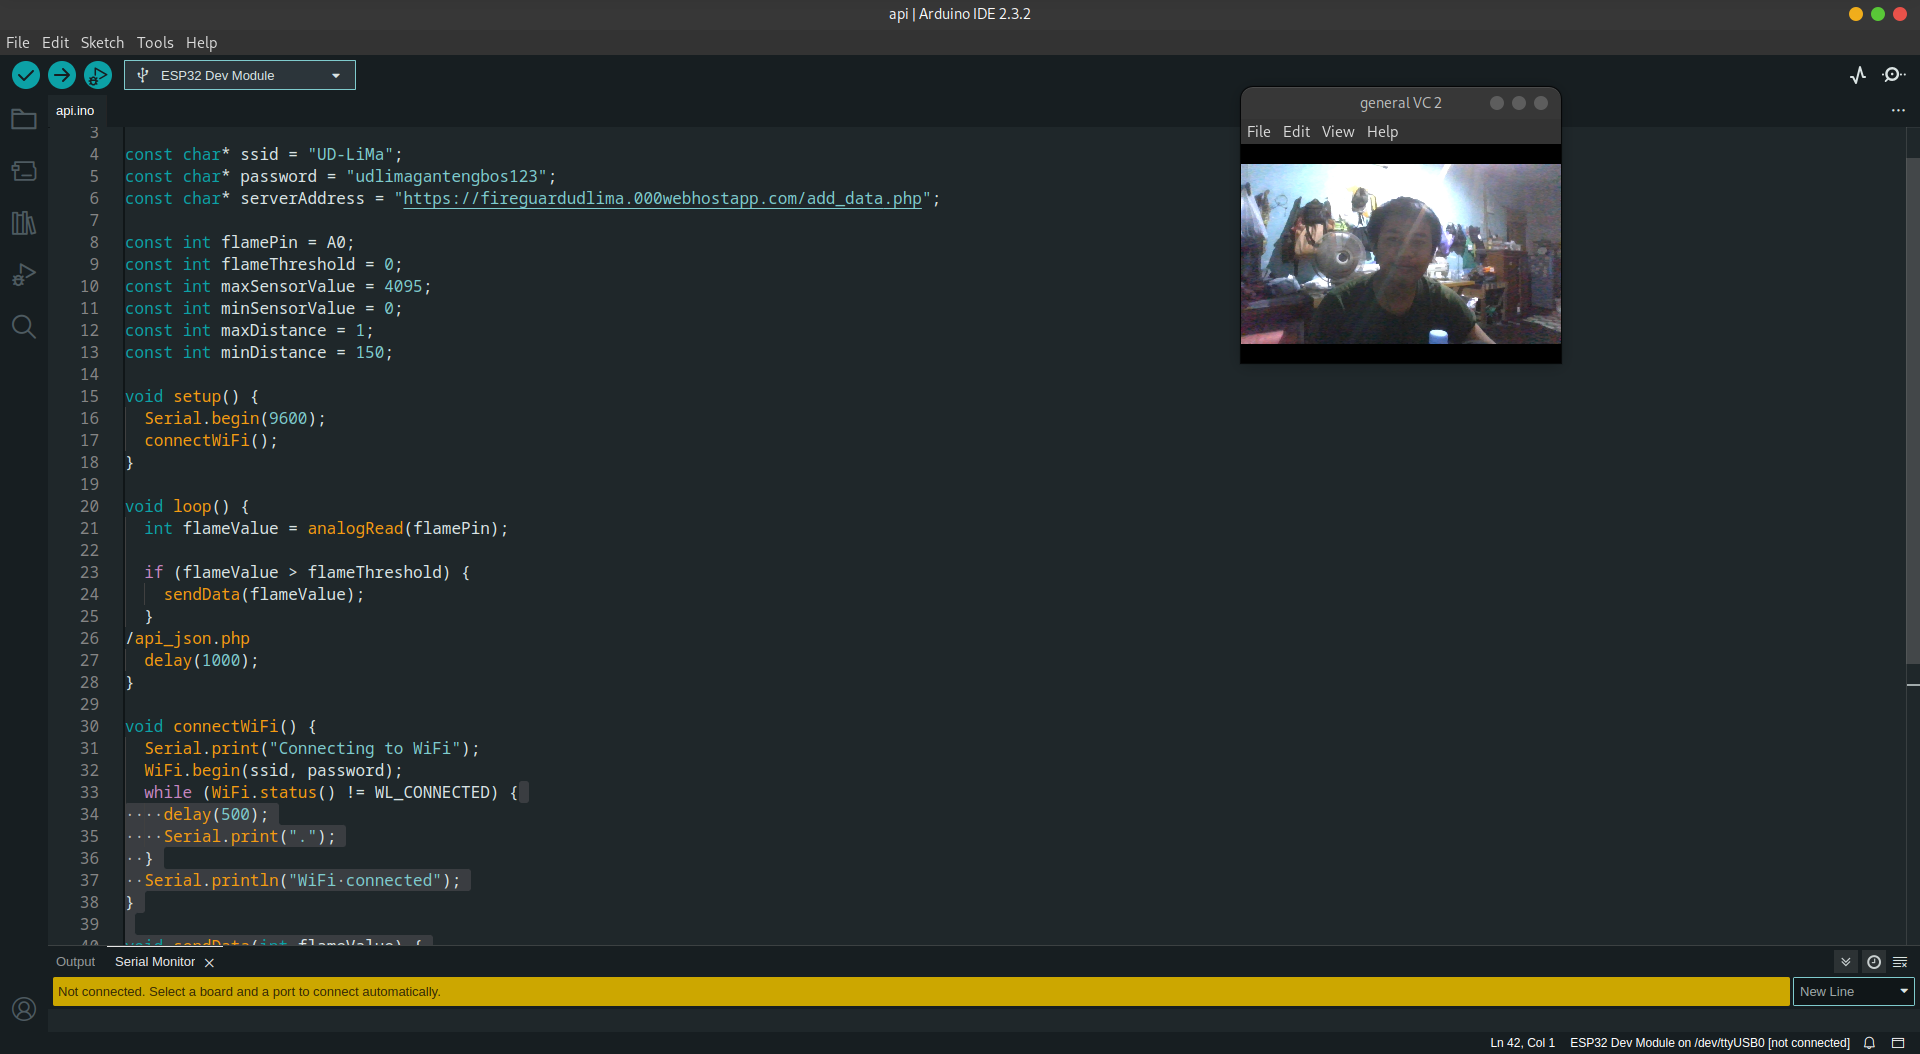 api | Arduino IDE 2.3.2
File Edit Sketch Tools Help
ESP32 Dev Module
api.ino
general VC 2
File Edit View Help
3
4 const char* ssid = "UD-LiMa";
5 const char* password = "udlimagantengbos123";
6 const char* serverAddress = "https://fireguardudlima.000webhostapp.com/add_data.php";
7
8 const int flamePin = A0;
9 const int flameThreshold = 0;
10 const int maxSensorValue = 4095;
11 const int minSensorValue = 0;
12 const int maxDistance = 1;
13 const int minDistance = 150;
14
15 void setup() {
16 Serial.begin(9600);
17 connectWiFi();
18 }
19
20 void loop() {
21 int flameValue = analogRead(flamePin);
22
23 if (flameValue > flameThreshold) {
24 sendData(flameValue);
25 }
26 /api_json.php
27 delay(1000);
28 }
29
30 void connectWiFi() {
31 Serial.print("Connecting to WiFi");
32 WiFi.begin(ssid, password);
33 while (WiFi.status() != WL_CONNECTED) {
34 ····delay(500);
35 ····Serial.print(".");
36 ··}
37 ··Serial.println("WiFi·connected");
38 }
39
40 void sendData(int flameValue) {
Output Serial Monitor
Not connected. Select a board and a port to connect automatically.
New Line
Ln 42, Col 1 ESP32 Dev Module on /dev/ttyUSB0 [not connected]